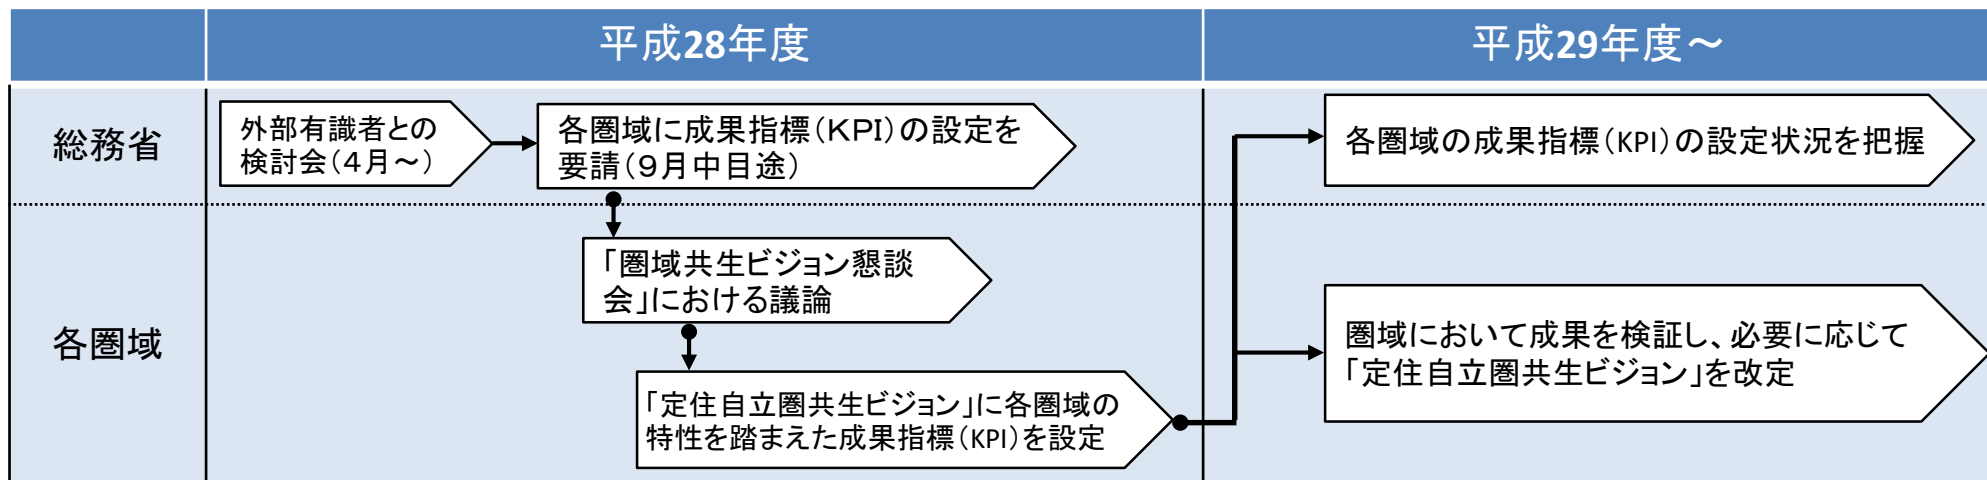 平成28年度
平成29年度～
総務省
外部有識者との
検討会（４月～）
各圏域に成果指標（ＫＰＩ）の設定を
要請（９月中目途）
各圏域の成果指標（KPI）の設定状況を把握
各圏域
「圏域共生ビジョン懇談
会」における議論
「定住自立圏共生ビジョン」に各圏域の
特性を踏まえた成果指標（KPI）を設定
圏域において成果を検証し、必要に応じて
「定住自立圏共生ビジョン」を改定